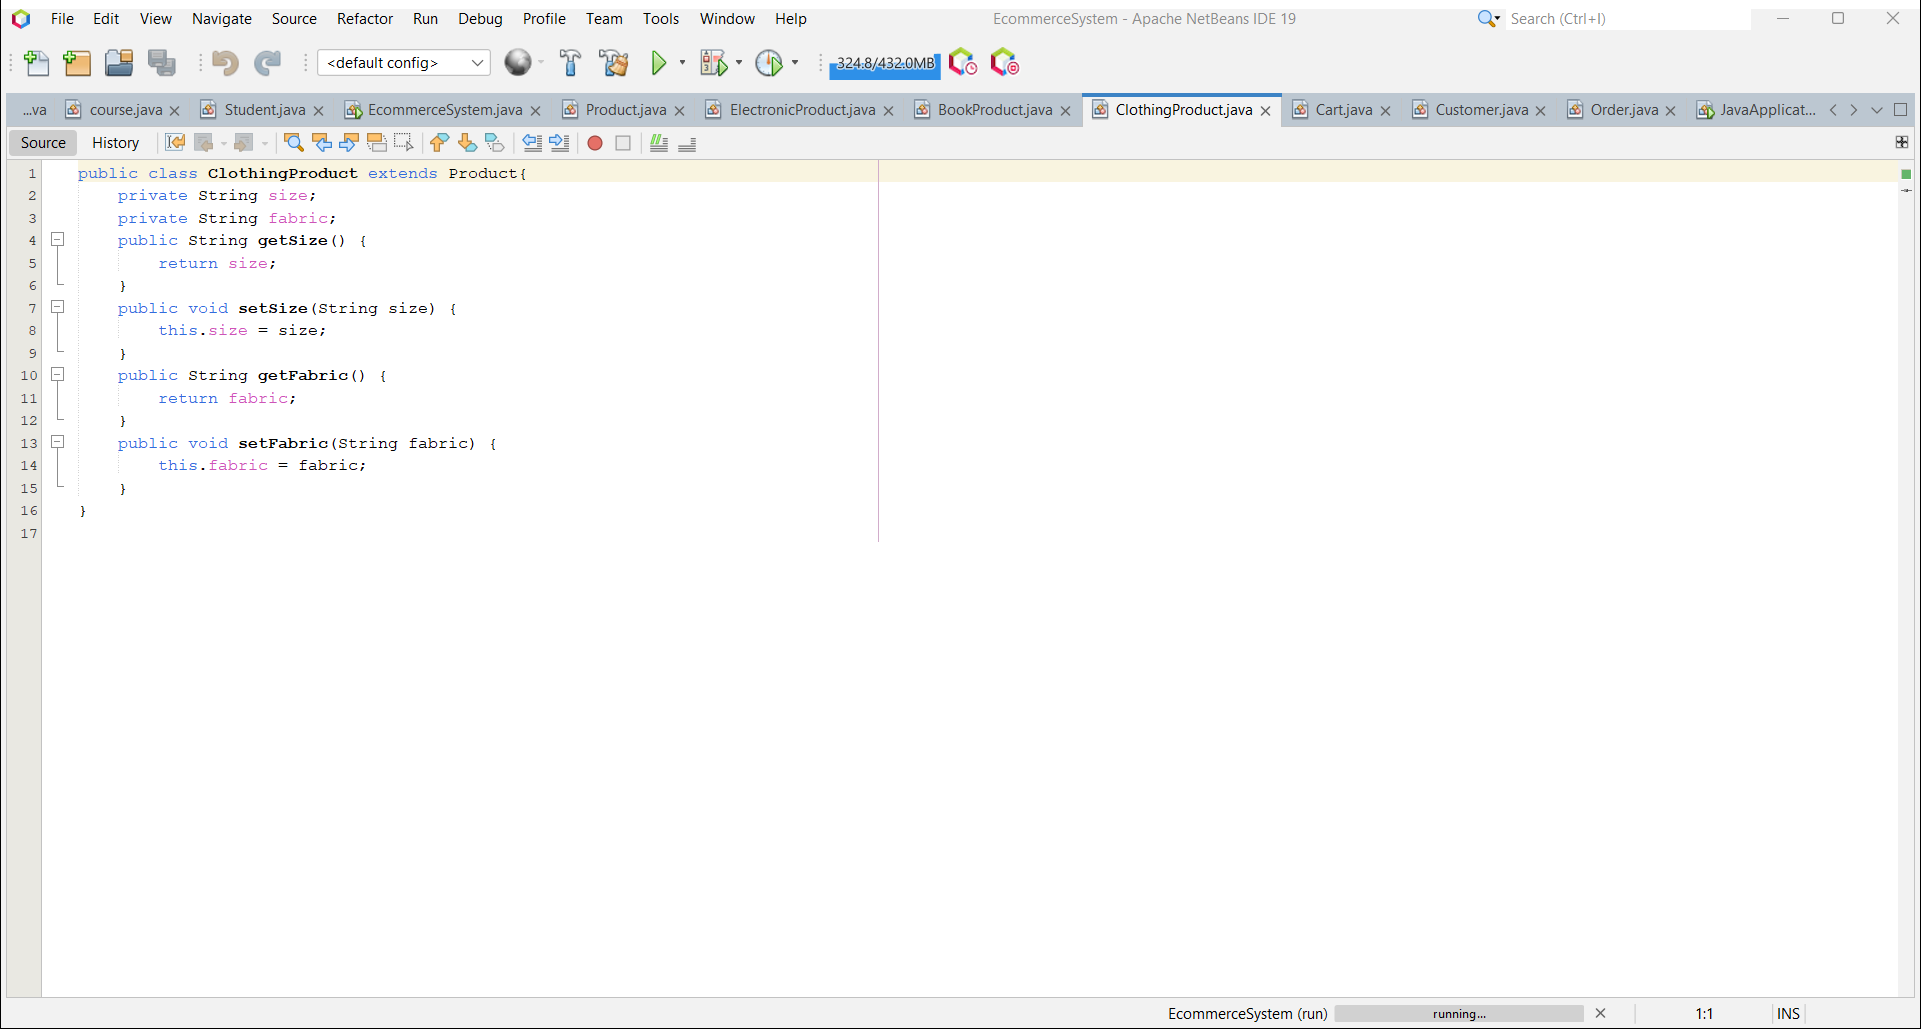 File Edit View Navigate Source Refactor Run Debug Profile Team Tools Window Help EcommerceSystem - Apache NetBeans IDE 19 Search (Ctrl+I)
<default config> 324.8/432.0MB
...va course.java Student.java EcommerceSystem.java Product.java ElectronicProduct.java BookProduct.java ClothingProduct.java Cart.java Customer.java Order.java JavaApplicat...
Source History
1 public class ClothingProduct extends Product{
2 private String size;
3 private String fabric;
4 public String getSize() {
5 return size;
6 }
7 public void setSize(String size) {
8 this.size = size;
9 }
10 public String getFabric() {
11 return fabric;
12 }
13 public void setFabric(String fabric) {
14 this.fabric = fabric;
15 }
16 }
17
EcommerceSystem (run) running... 1:1 INS